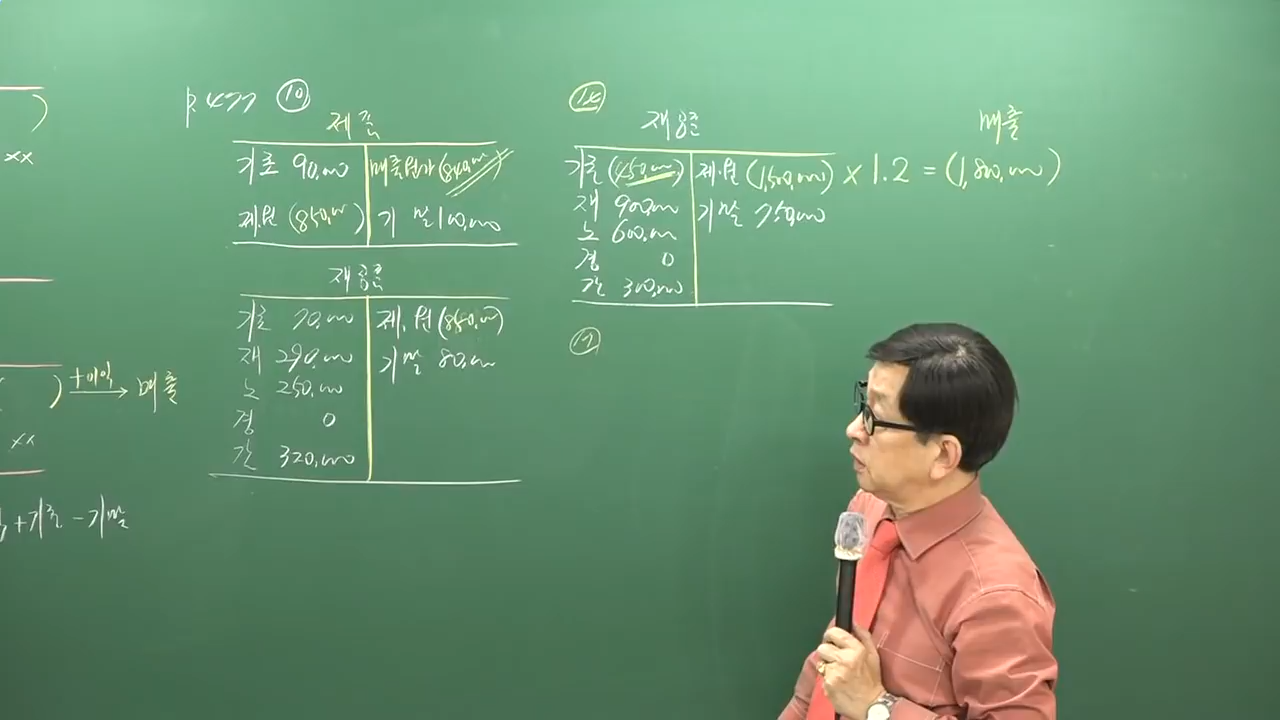 )
xx
) +이익 → 매출
xx
+기초 - 기말
p.477 ⑩
제품
기초 90,000 매출원가 (840,000)
제.원 (850,000) 기말 100,000
재공품
기초 70,000 제.원 (850,000)
재 290,000 기말 80,000
노 250,000
경 0
간 320,000
재공품 매출
기초 (450,000) 제.원 (1,500,000) × 1.2 = (1,800,000)
재 900,000 기말 750,000
노 600,000
경 0
간 300,000